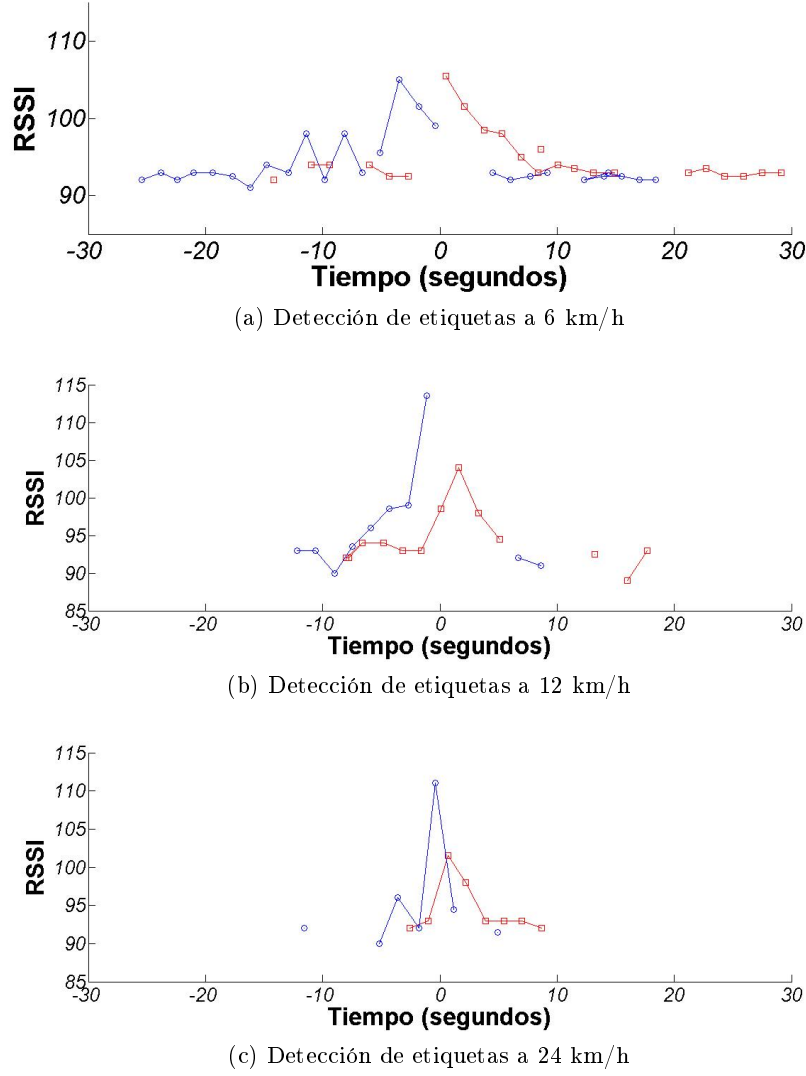 110
100
90
RSSI
-30 -20 -10 0 10 20 30
Tiempo (segundos)
(a) Detección de etiquetas a 6 km/h
115
110
105
100
95
90
85
RSSI
-30 -20 -10 0 10 20 30
Tiempo (segundos)
(b) Detección de etiquetas a 12 km/h
115
110
105
100
95
90
85
RSSI
-30 -20 -10 0 10 20 30
Tiempo (segundos)
(c) Detección de etiquetas a 24 km/h